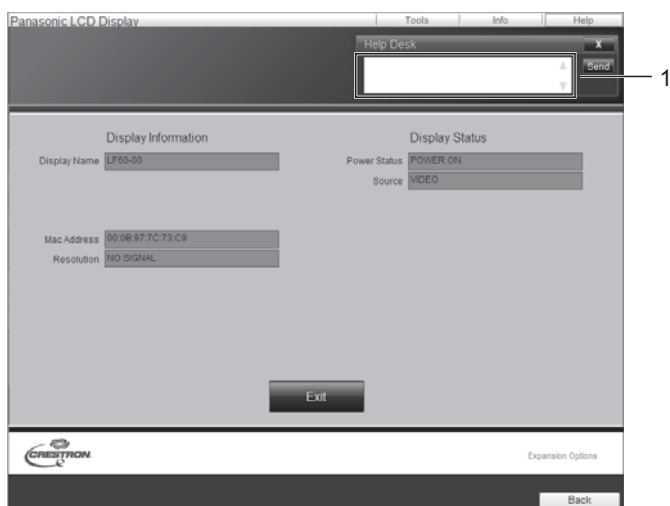 Panasonic LCD Display
Tools
Info
Help
Help Desk
X
Send
1
Display Information
Display Status
Display Name LF60-00
Power Status POWER ON
Source VIDEO
Mac Address 00:0B:97:7C:73:C9
Resolution NO SIGNAL
Exit
CRESTRON
Expansion Options
Back